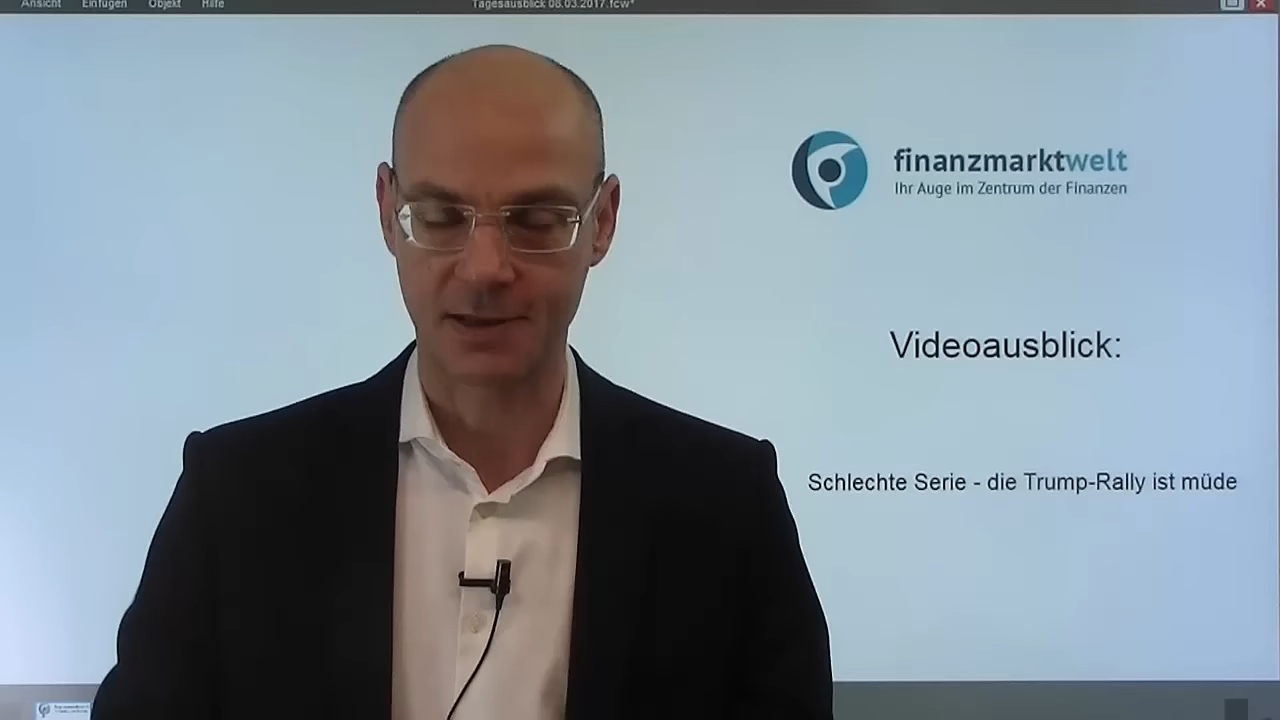 Ansicht Einfügen Objekt Hilfe Tagesausblick 08.03.2017.fcw*
finanzmarktwelt
Ihr Auge im Zentrum der Finanzen
Videoausblick:
Schlechte Serie - die Trump-Rally ist müde